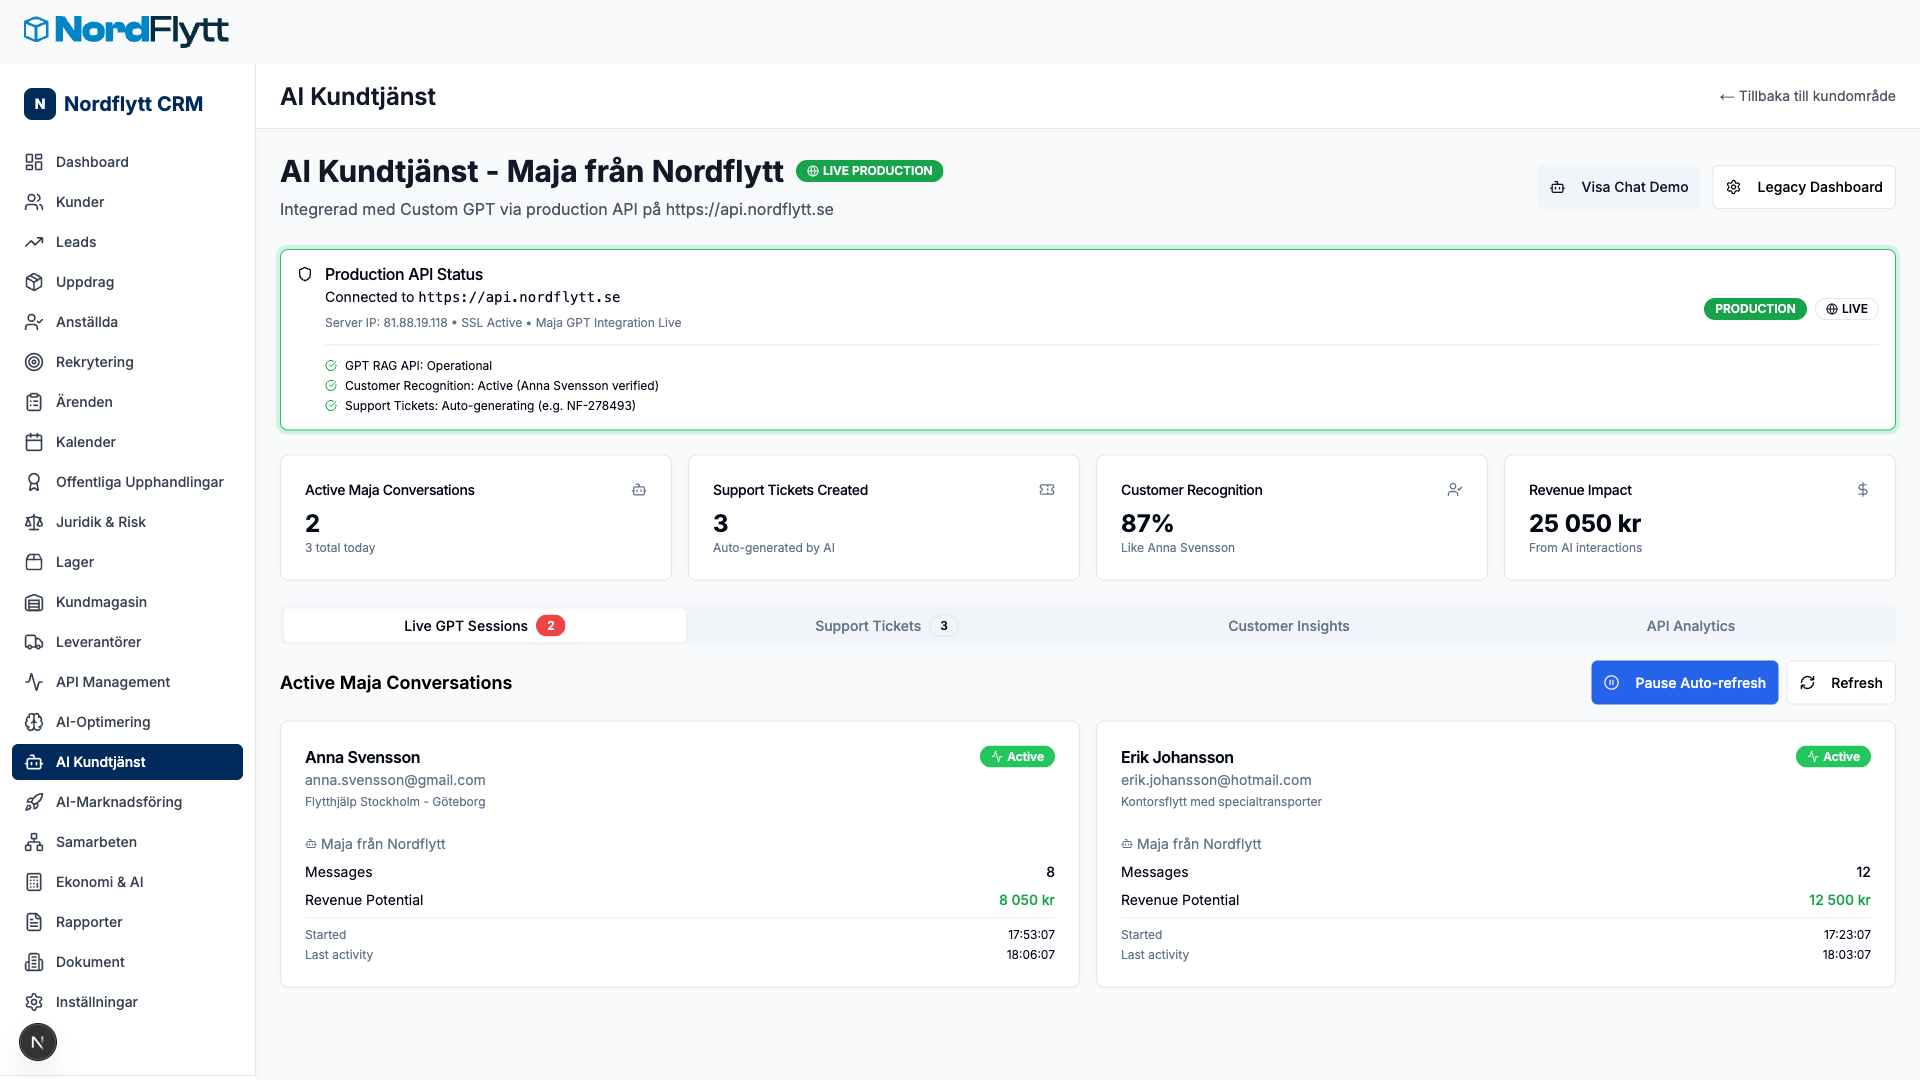 NordFlytt
N Nordflytt CRM
Dashboard
Kunder
Leads
Uppdrag
Anställda
Rekrytering
Ärenden
Kalender
Offentliga Upphandlingar
Juridik & Risk
Lager
Kundmagasin
Leverantörer
API Management
AI-Optimering
AI Kundtjänst
AI-Marknadsföring
Samarbeten
Ekonomi & AI
Rapporter
Dokument
Inställningar
N
AI Kundtjänst
← Tillbaka till kundområde
AI Kundtjänst - Maja från Nordflytt LIVE PRODUCTION
Integrerad med Custom GPT via production API på https://api.nordflytt.se
Visa Chat Demo
Legacy Dashboard
Production API Status
Connected to https://api.nordflytt.se
Server IP: 81.88.19.118 • SSL Active • Maja GPT Integration Live
PRODUCTION
LIVE
GPT RAG API: Operational
Customer Recognition: Active (Anna Svensson verified)
Support Tickets: Auto-generating (e.g. NF-278493)
Active Maja Conversations
2
3 total today
Support Tickets Created
3
Auto-generated by AI
Customer Recognition
87%
Like Anna Svensson
Revenue Impact
25 050 kr
From AI interactions
Live GPT Sessions 2
Support Tickets 3
Customer Insights
API Analytics
Active Maja Conversations
Pause Auto-refresh
Refresh
Anna Svensson
Active
anna.svensson@gmail.com
Flytthjälp Stockholm - Göteborg
Maja från Nordflytt
Messages 8
Revenue Potential 8 050 kr
Started 17:53:07
Last activity 18:06:07
Erik Johansson
Active
erik.johansson@hotmail.com
Kontorsflytt med specialtransporter
Maja från Nordflytt
Messages 12
Revenue Potential 12 500 kr
Started 17:23:07
Last activity 18:03:07